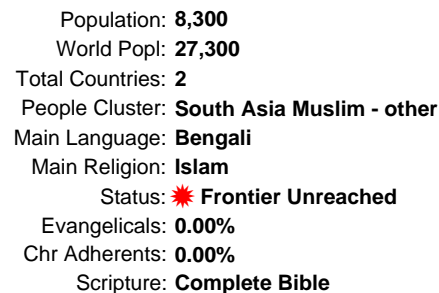 Population: 8,300
World Popl: 27,300
Total Countries: 2
People Cluster: South Asia Muslim - other
Main Language: Bengali
Main Religion: Islam
Status: Frontier Unreached
Evangelicals: 0.00%
Chr Adherents: 0.00%
Scripture: Complete Bible